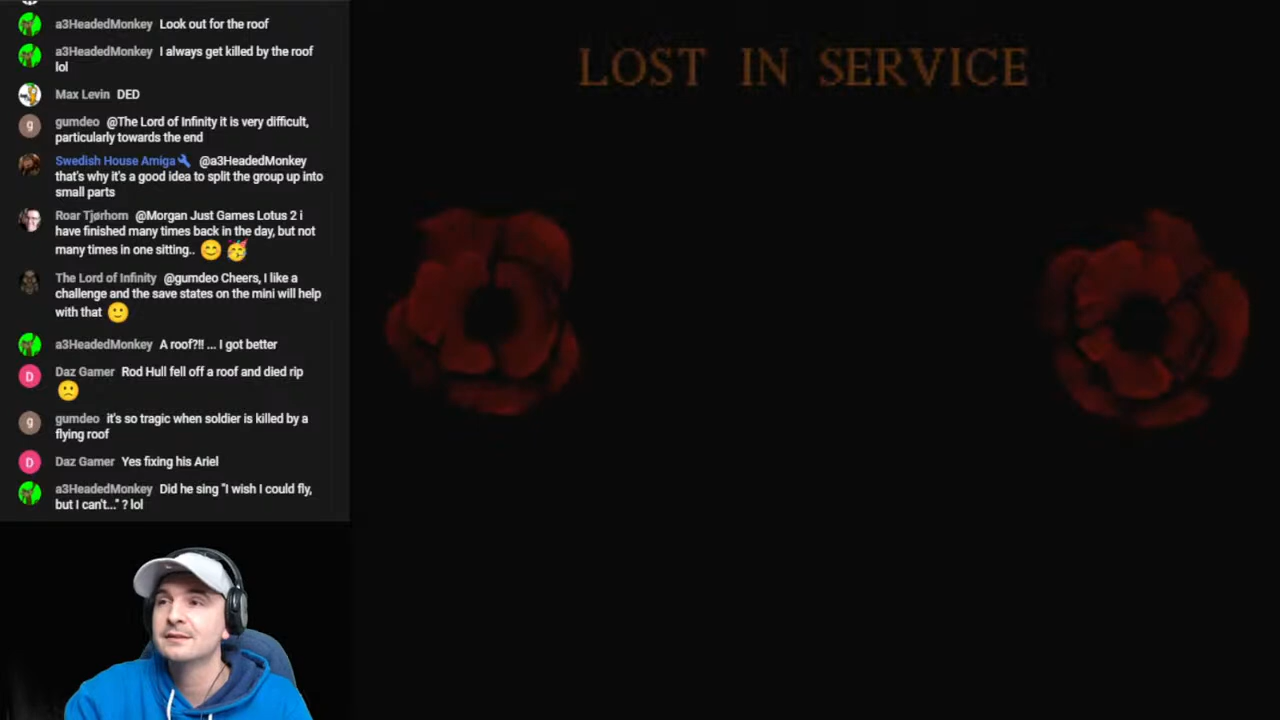 a3HeadedMonkey Look out for the roof
a3HeadedMonkey I always get killed by the roof
lol
Max Levin DED
gumdeo @The Lord of Infinity it is very difficult,
particularly towards the end
Swedish House Amiga @a3HeadedMonkey
that's why it's a good idea to split the group up into
small parts
Roar Tjørhom @Morgan Just Games Lotus 2 i
have finished many times back in the day, but not
many times in one sitting.. 😊 🥳
The Lord of Infinity @gumdeo Cheers, I like a
challenge and the save states on the mini will help
with that 🙂
a3HeadedMonkey A roof?!! ... I got better
Daz Gamer Rod Hull fell off a roof and died rip
🙁
gumdeo it's so tragic when soldier is killed by a
flying roof
Daz Gamer Yes fixing his Ariel
a3HeadedMonkey Did he sing "I wish I could fly,
but I can't..." ? lol
LOST IN SERVICE